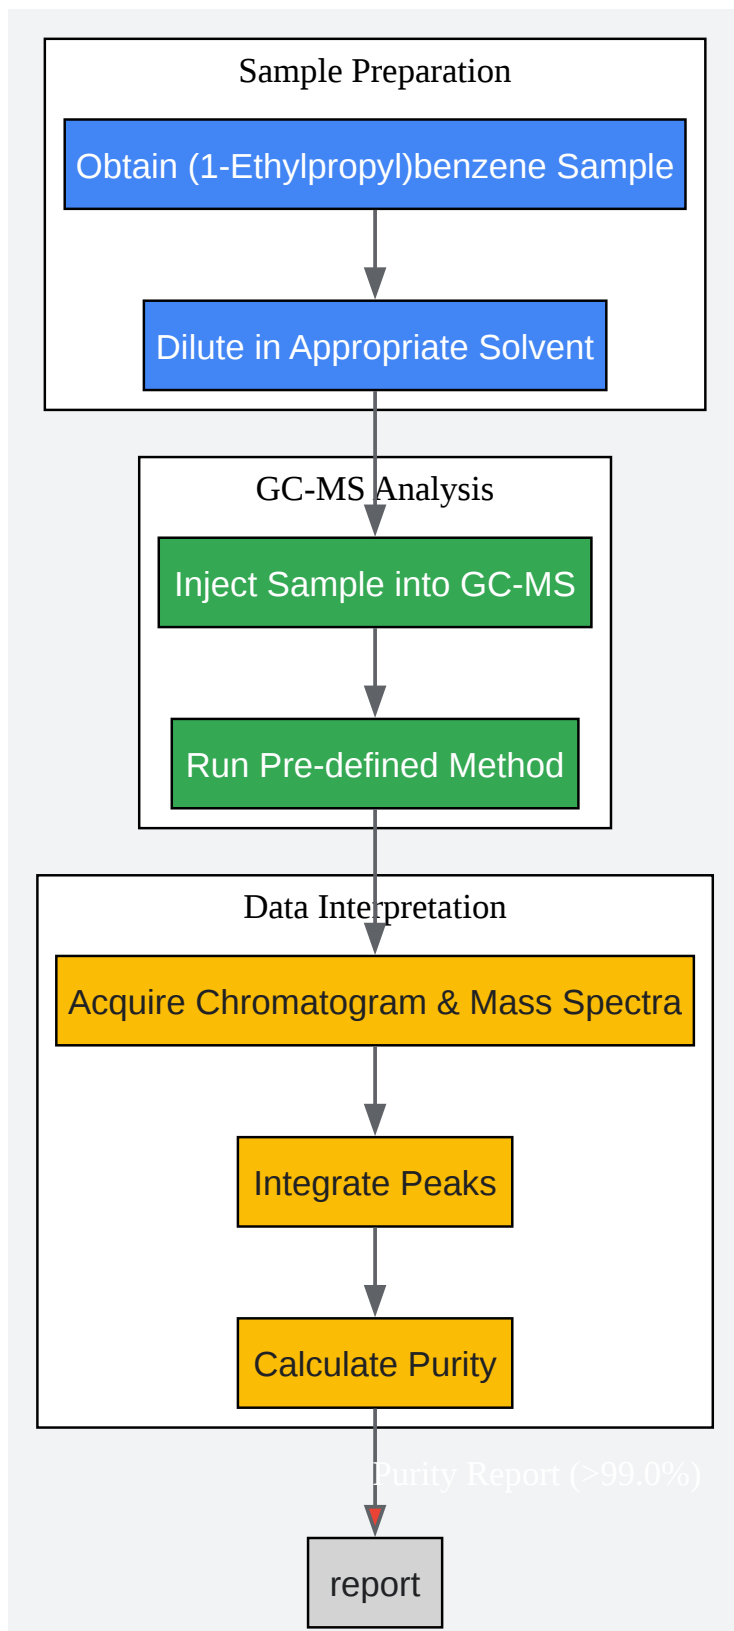 Sample Preparation
Obtain (1-Ethylpropyl)benzene Sample
Dilute in Appropriate Solvent
GC-MS Analysis
Inject Sample into GC-MS
Run Pre-defined Method
Data Interpretation
Acquire Chromatogram & Mass Spectra
Integrate Peaks
Calculate Purity
Purity Report (>99.0%)
report